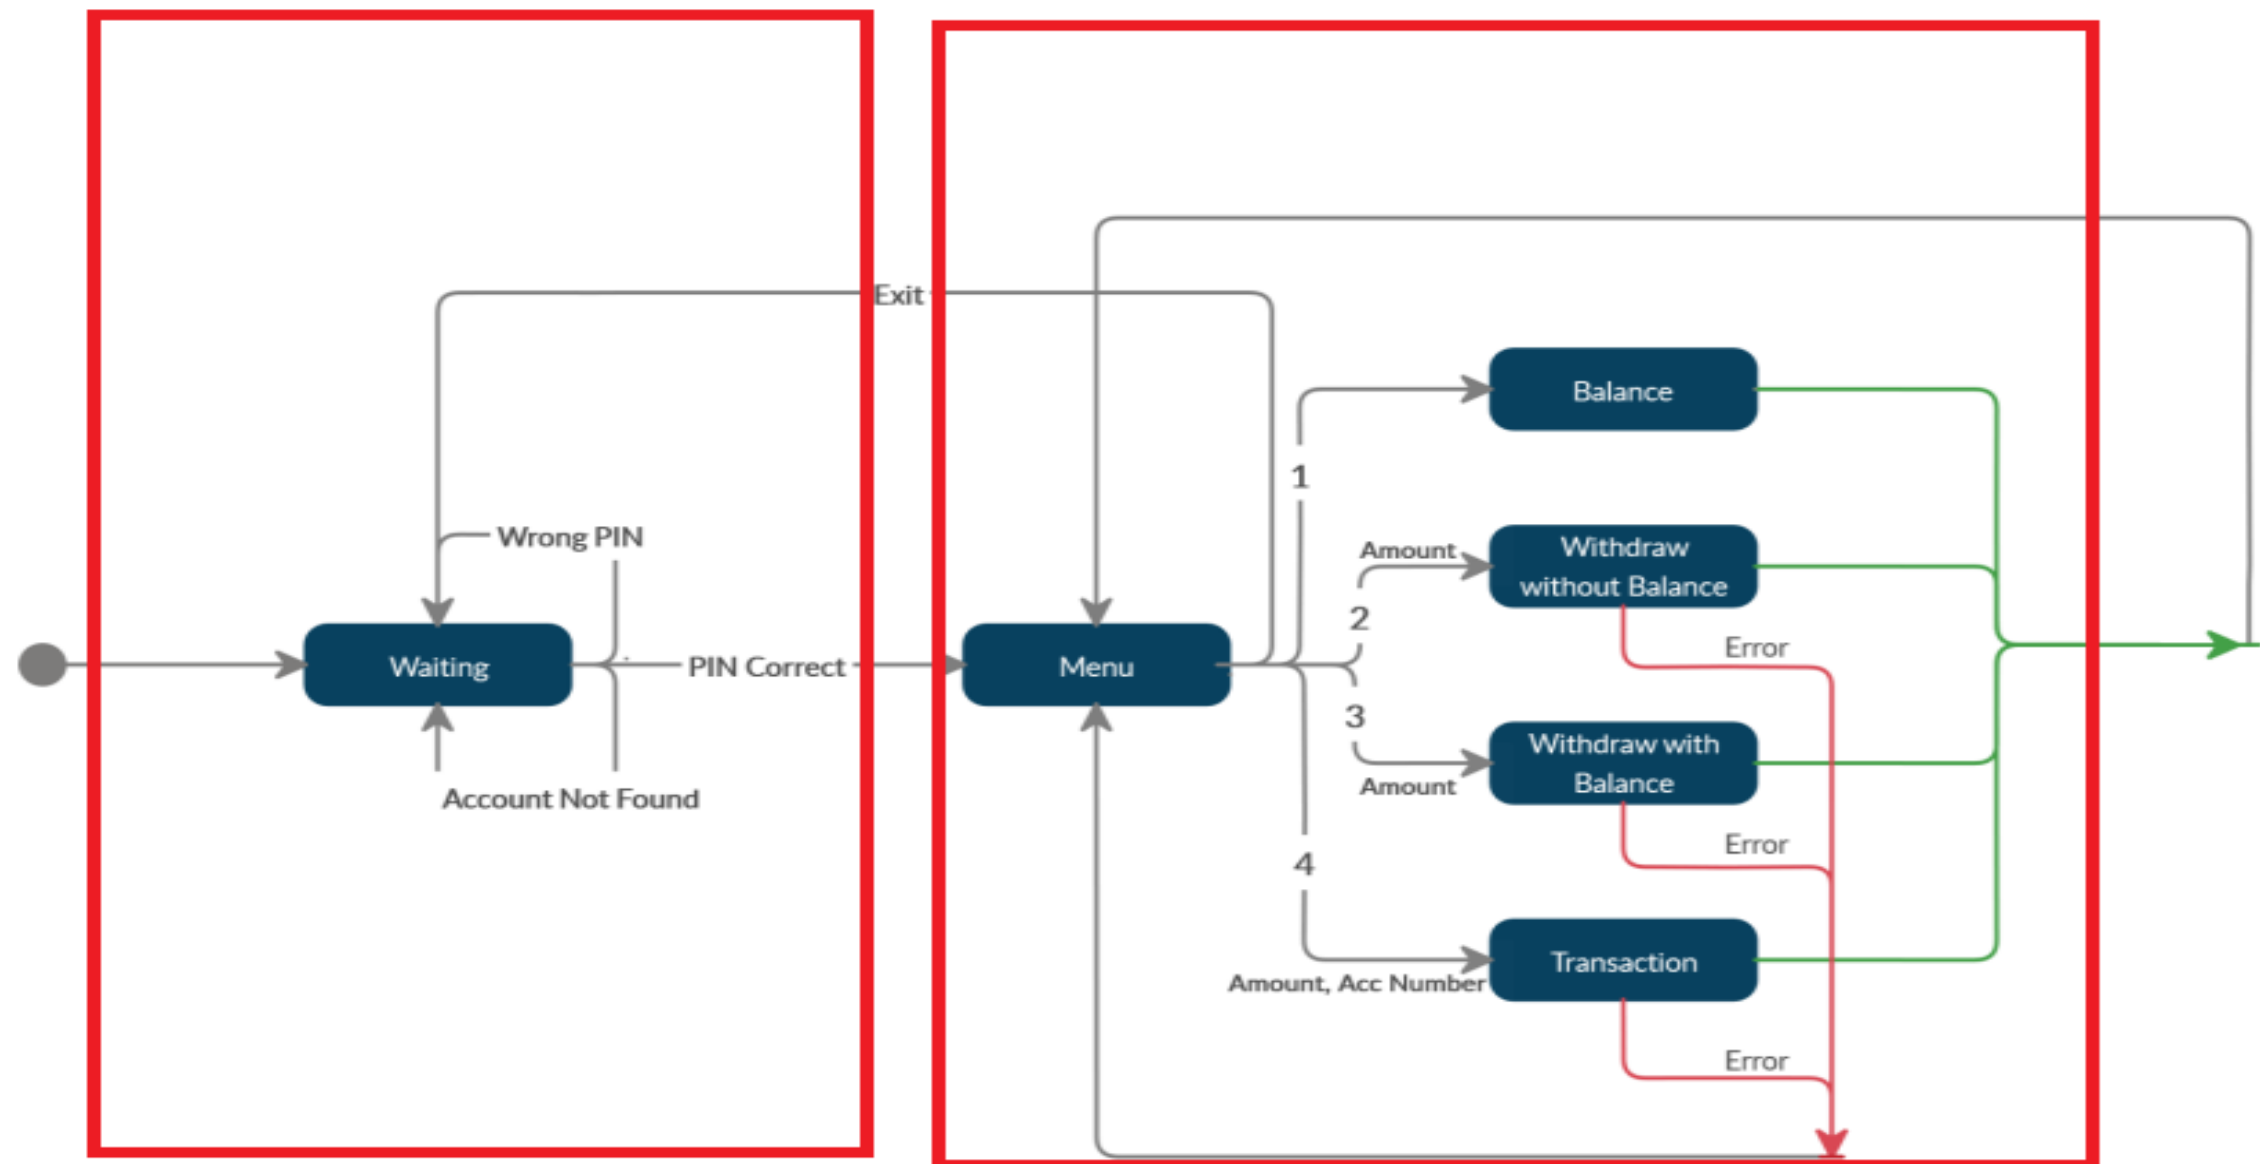 Exit
Wrong PIN
Waiting
PIN Correct
Account Not Found
Menu
1
Balance
Amount
2
Withdraw
without Balance
Error
3
Amount
Withdraw with
Balance
Error
4
Amount, Acc Number
Transaction
Error